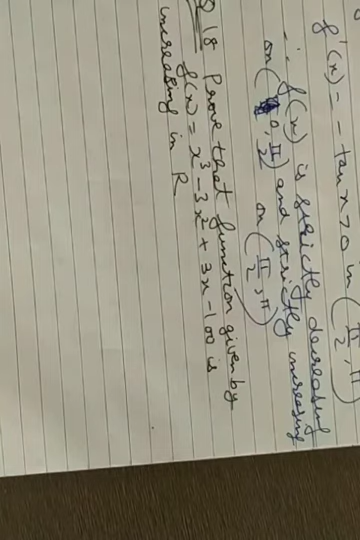 f'(x) = - tan x > 0 in (π/2, π)
∴ f(x) is strictly decreasing
on (0, π/2) and strictly increasing
on (π/2, π)
Q 18 Prove that function given by
f(x) = x³ - 3x² + 3x - 100 is
increasing in R